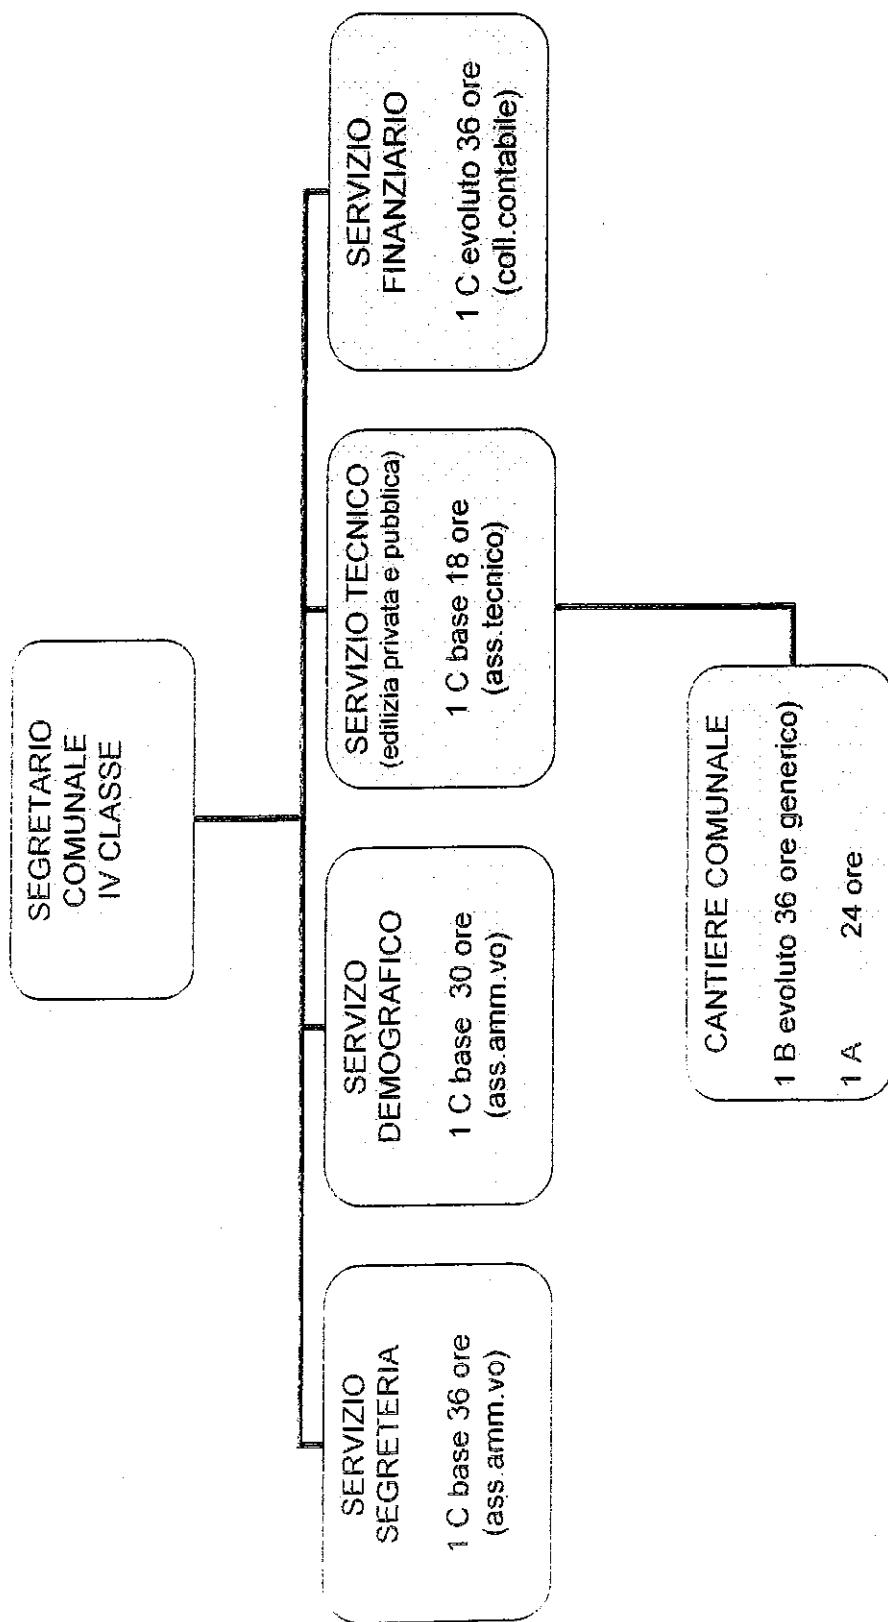 SEGRETARIO
COMUNALE
IV CLASSE
SERVIZIO
SEGRETERIA
1 C base 36 ore
(ass.amm.vo)
SERVIZO
DEMOGRAFICO
1 C base 30 ore
(ass.amm.vo)
SERVIZIO TECNICO
(edilizia privata e pubblica)
1 C base 18 ore
(ass.tecnico)
SERVIZIO
FINANZIARIO
1 C evoluto 36 ore
(coll.contabile)
CANTIERE COMUNALE
1 B evoluto 36 ore generico)
1 A 24 ore